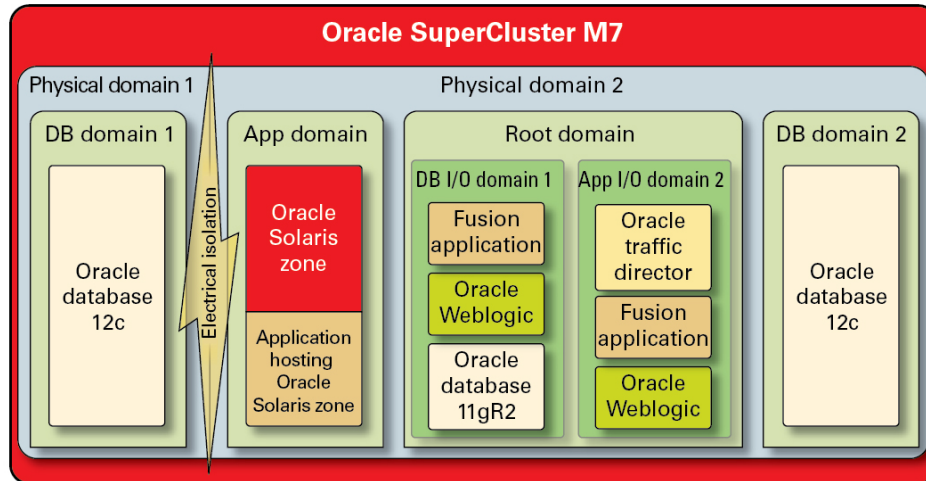 Oracle SuperCluster M7
Physical domain 1
Physical domain 2
DB domain 1
Oracle
database
12c
Electrical isolation
App domain
Oracle
Solaris
zone
Application
hosting
Oracle
Solaris zone
Root domain
DB I/O domain 1
Fusion
application
Oracle
Weblogic
Oracle
database
11gR2
App I/O domain 2
Oracle
traffic
director
Fusion
application
Oracle
Weblogic
DB domain 2
Oracle
database
12c